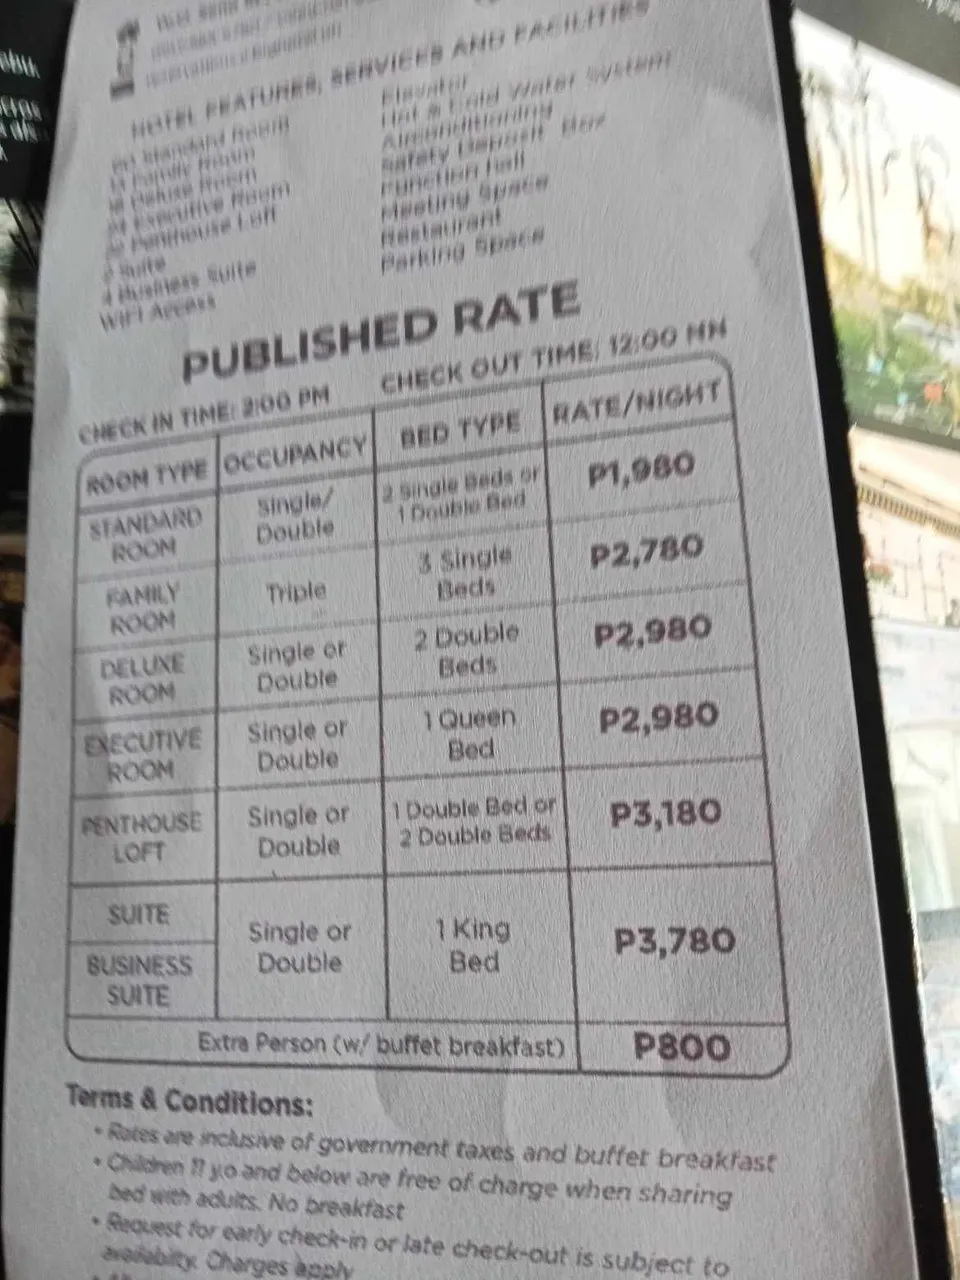 HOTEL FEATURES, SERVICES AND FACILITIES
Standard Room
Family Room
Deluxe Room
Executive Room
Penthouse Loft
Suite
4 Business Suite
WiFi Access
Elevator
Hot & Cold Water System
Airconditioning
Safety Deposit Box
Function hall
Meeting Space
Restaurant
Parking Space
PUBLISHED RATE
CHECK IN TIME: 2:00 PM CHECK OUT TIME: 12:00 NN
ROOM TYPE OCCUPANCY BED TYPE RATE/NIGHT
STANDARD ROOM Single/Double 2 Single Beds or 1 Double Bed P1,980
FAMILY ROOM Triple 3 Single Beds P2,780
DELUXE ROOM Single or Double 2 Double Beds P2,980
EXECUTIVE ROOM Single or Double 1 Queen Bed P2,980
PENTHOUSE LOFT Single or Double 1 Double Bed or 2 Double Beds P3,180
SUITE
BUSINESS SUITE Single or Double 1 King Bed P3,780
Extra Person (w/ buffet breakfast) P800
Terms & Conditions:
• Rates are inclusive of government taxes and buffet breakfast
• Children 11 y.o and below are free of charge when sharing
bed with adults. No breakfast
• Request for early check-in or late check-out is subject to
availability. Charges apply